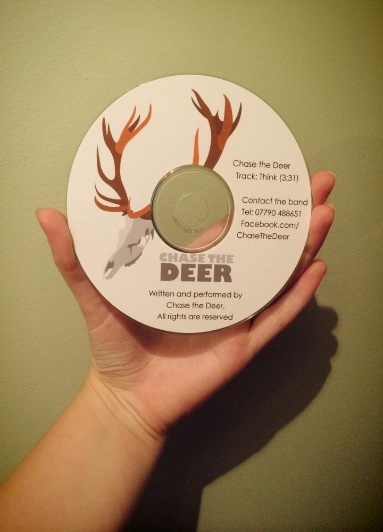 Chase the Deer
Track: Think (3:31)
Contact the band
Tel: 07790 488651
Facebook.com/
ChaseTheDeer
CHASE THE
DEER
Written and performed by
Chase the Deer.
All rights are reserved